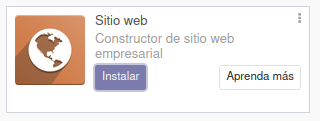 Sitio web
Constructor de sitio web
empresarial
Instalar
Aprenda más